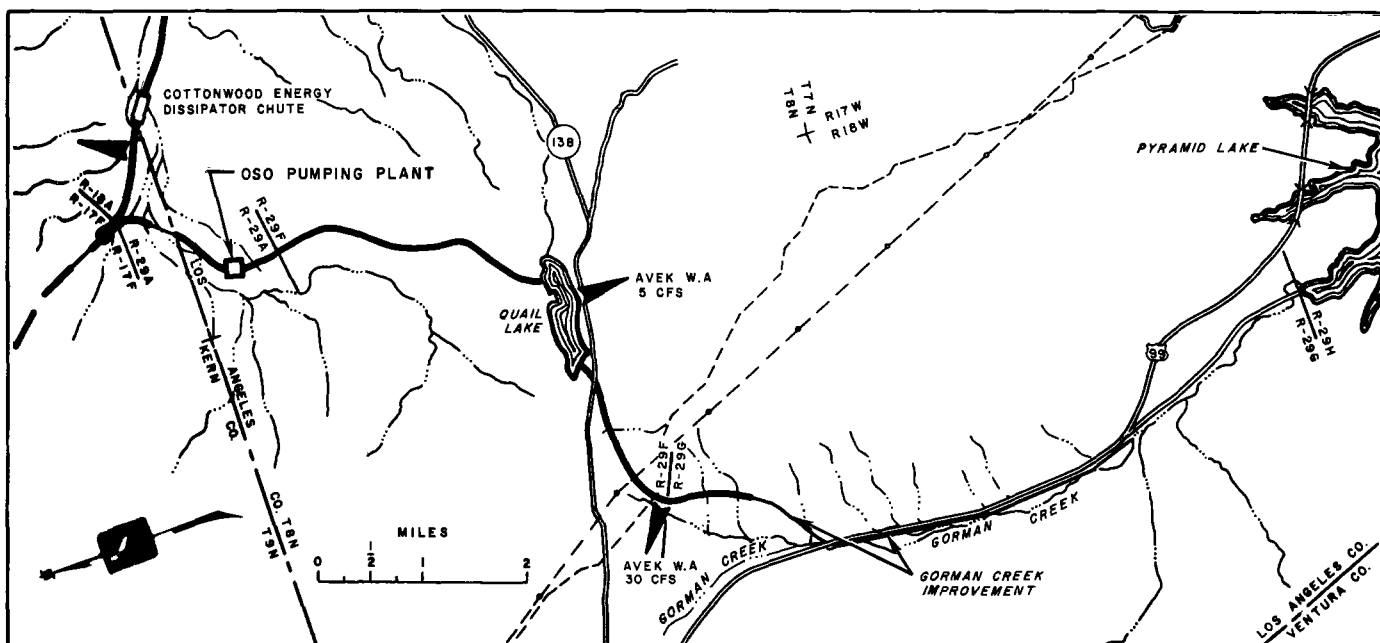 COTTONWOOD ENERGY
DISSIPATOR CHUTE
OSO PUMPING PLANT
R-18A
R-17F
R-29A
R-17F
R-29F
R-29A
LOS
ANGELES
CO.
KERN
CO.
T8N
T9N
138
T7N
T8N
R17W
R18W
PYRAMID LAKE
AVEK W.A
5 CFS
QUAIL
LAKE
99
R-29H
R-29G
R-29F
R-29G
MILES
0
1
2
1
2
AVEK W.A
30 CFS
GORMAN CREEK
GORMAN CREEK
GORMAN CREEK
IMPROVEMENT
LOS ANGELES CO.
VENTURA CO.